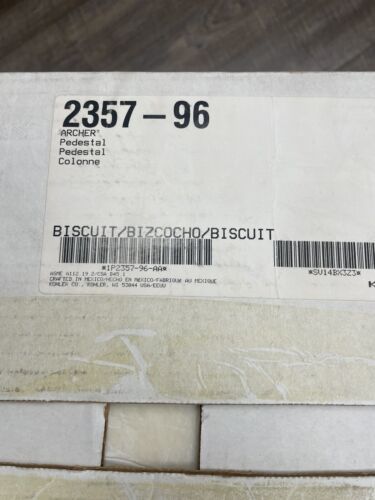 2357-96
ARCHER®
Pedestal
Pedestal
Colonne
BISCUIT/BIZCOCHO/BISCUIT
*1P2357-96-AA*
*SV14BX3Z3*
ASME A112.19.2/CSA B45.1
CRAFTED IN MEXICO/HECHO EN MEXICO-FABRIQUÉ AU MEXIQUE
KOHLER CO., KOHLER, WI 53044 USA/EEUU